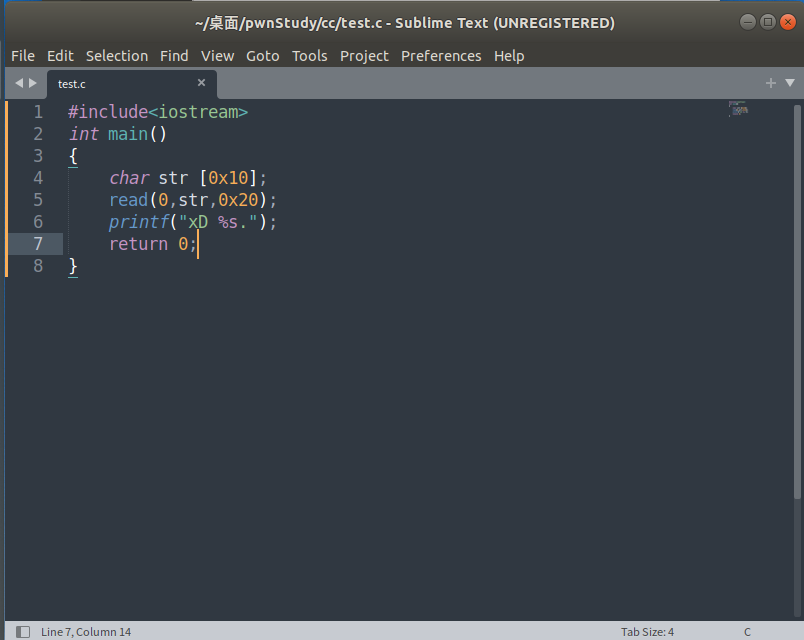 ~/桌面/pwnStudy/cc/test.c - Sublime Text (UNREGISTERED)
File Edit Selection Find View Goto Tools Project Preferences Help
test.c
1 #include<iostream>
2 int main()
3 {
4 char str [0x10];
5 read(0,str,0x20);
6 printf("xD %s.");
7 return 0;
8 }
Line 7, Column 14 Tab Size: 4 C